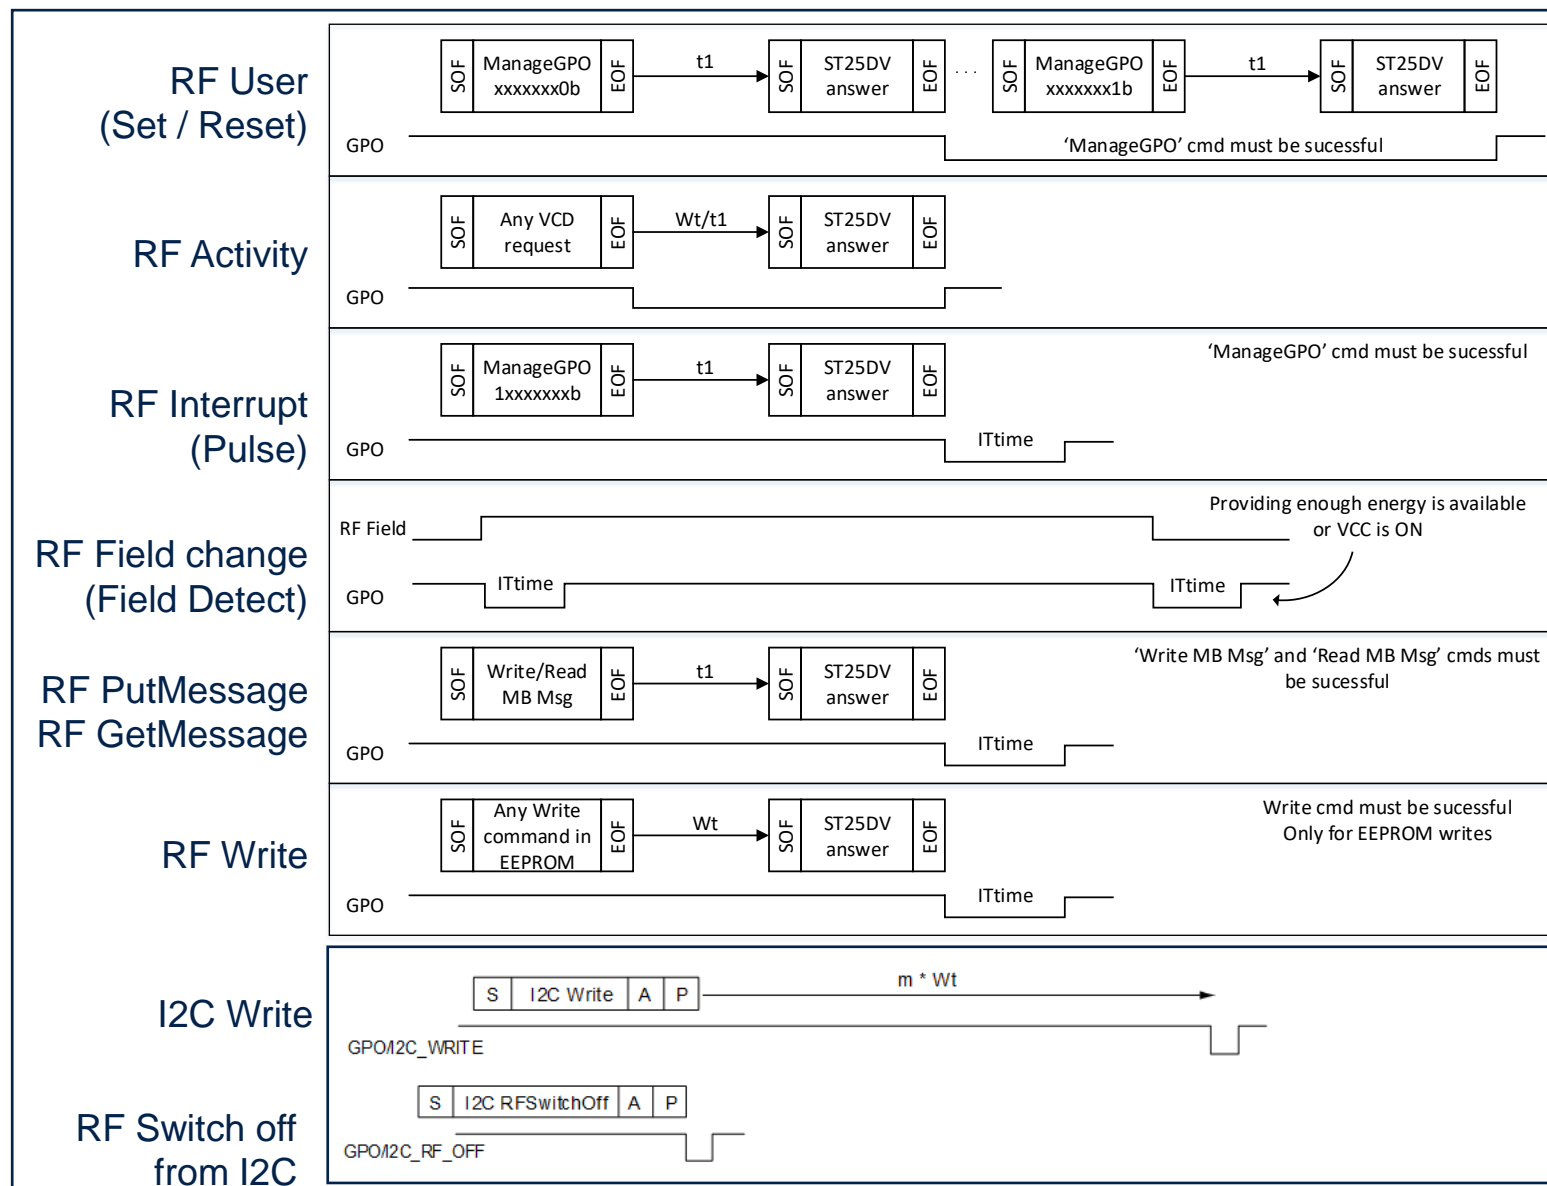 RF User
(Set / Reset)
SOF ManageGPO xxxxxxx0b EOF t1 SOF ST25DV answer EOF . . . SOF ManageGPO xxxxxxx1b EOF t1 SOF ST25DV answer EOF
GPO
‘ManageGPO’ cmd must be sucessful
RF Activity
SOF Any VCD request EOF Wt/t1 SOF ST25DV answer EOF
GPO
RF Interrupt
(Pulse)
‘ManageGPO’ cmd must be sucessful
SOF ManageGPO 1xxxxxxxb EOF t1 SOF ST25DV answer EOF
GPO
ITtime
RF Field change
(Field Detect)
Providing enough energy is available
or VCC is ON
RF Field
GPO
ITtime
ITtime
RF PutMessage
RF GetMessage
‘Write MB Msg’ and ‘Read MB Msg’ cmds must
be sucessful
SOF Write/Read MB Msg EOF t1 SOF ST25DV answer EOF
GPO
ITtime
RF Write
Write cmd must be sucessful
Only for EEPROM writes
SOF Any Write command in EEPROM EOF Wt SOF ST25DV answer EOF
GPO
ITtime
I2C Write
S I2C Write A P m * Wt
GPO/I2C_WRITE
RF Switch off
from I2C
S I2C RFSwitchOff A P
GPO/I2C_RF_OFF